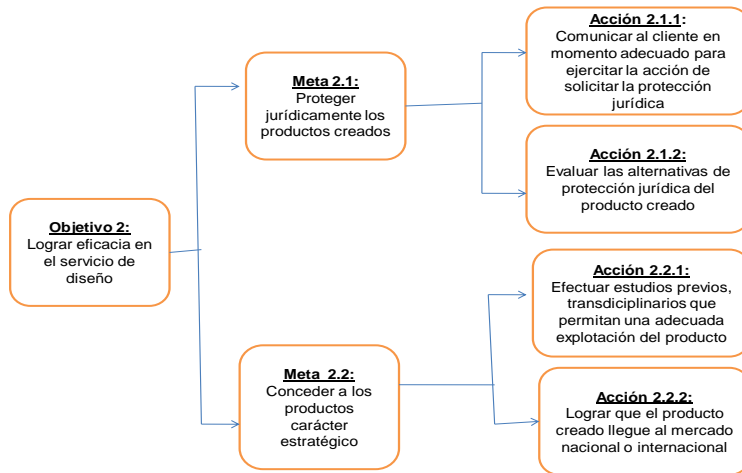 Objetivo 2:
Lograr eficacia en
el servicio de
diseño
Meta 2.1:
Proteger
jurídicamente los
productos creados
Acción 2.1.1:
Comunicar al cliente en
momento adecuado para
ejercitar la acción de
solicitar la protección
jurídica
Acción 2.1.2:
Evaluar las alternativas de
protección jurídica del
producto creado
Meta 2.2:
Conceder a los
productos
carácter
estratégico
Acción 2.2.1:
Efectuar estudios previos,
transdiciplinarios que
permitan una adecuada
explotación del producto
Acción 2.2.2:
Lograr que el producto
creado llegue al mercado
nacional o internacional